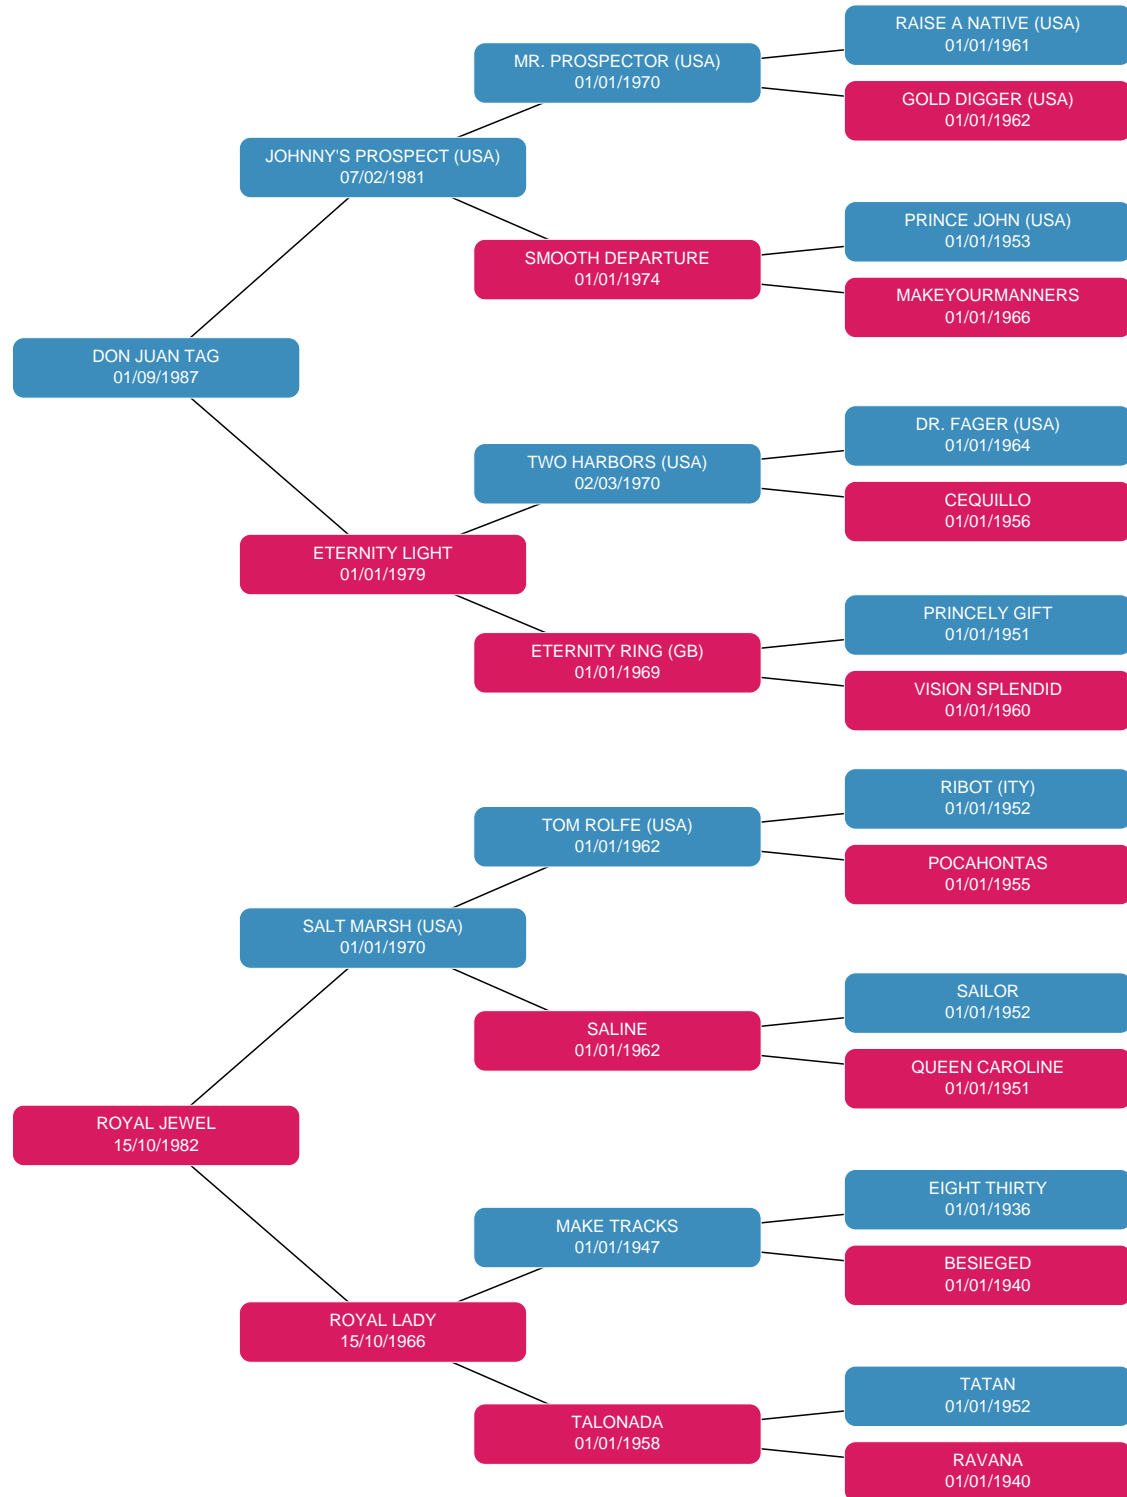 RAISE A NATIVE (USA)
01/01/1961
MR. PROSPECTOR (USA)
01/01/1970
GOLD DIGGER (USA)
01/01/1962
JOHNNY'S PROSPECT (USA)
07/02/1981
PRINCE JOHN (USA)
01/01/1953
SMOOTH DEPARTURE
01/01/1974
MAKEYOURMANNERS
01/01/1966
DON JUAN TAG
01/09/1987
DR. FAGER (USA)
01/01/1964
TWO HARBORS (USA)
02/03/1970
CEQUILLO
01/01/1956
ETERNITY LIGHT
01/01/1979
PRINCELY GIFT
01/01/1951
ETERNITY RING (GB)
01/01/1969
VISION SPLENDID
01/01/1960
RIBOT (ITY)
01/01/1952
TOM ROLFE (USA)
01/01/1962
POCAHONTAS
01/01/1955
SALT MARSH (USA)
01/01/1970
SAILOR
01/01/1952
SALINE
01/01/1962
QUEEN CAROLINE
01/01/1951
ROYAL JEWEL
15/10/1982
EIGHT THIRTY
01/01/1936
MAKE TRACKS
01/01/1947
BESIEGED
01/01/1940
ROYAL LADY
15/10/1966
TATAN
01/01/1952
TALONADA
01/01/1958
RAVANA
01/01/1940